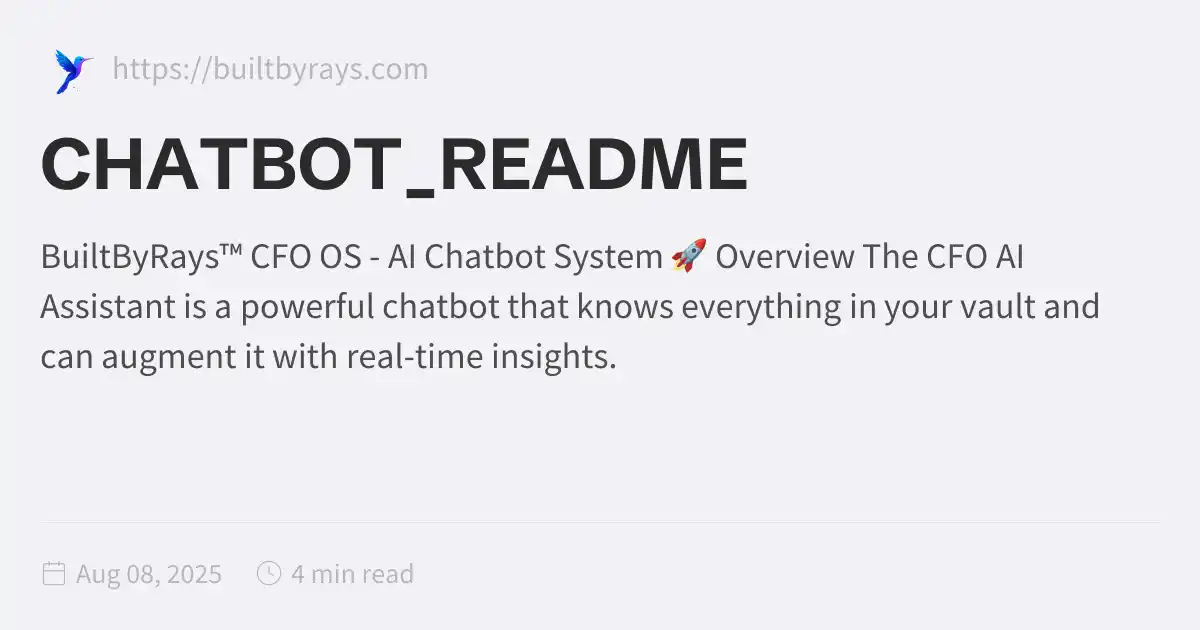 https://builtbyrays.com
CHATBOT_README
BuiltByRays™ CFO OS - AI Chatbot System 🚀 Overview The CFO AI
Assistant is a powerful chatbot that knows everything in your vault and
can augment it with real-time insights.
Aug 08, 2025 4 min read